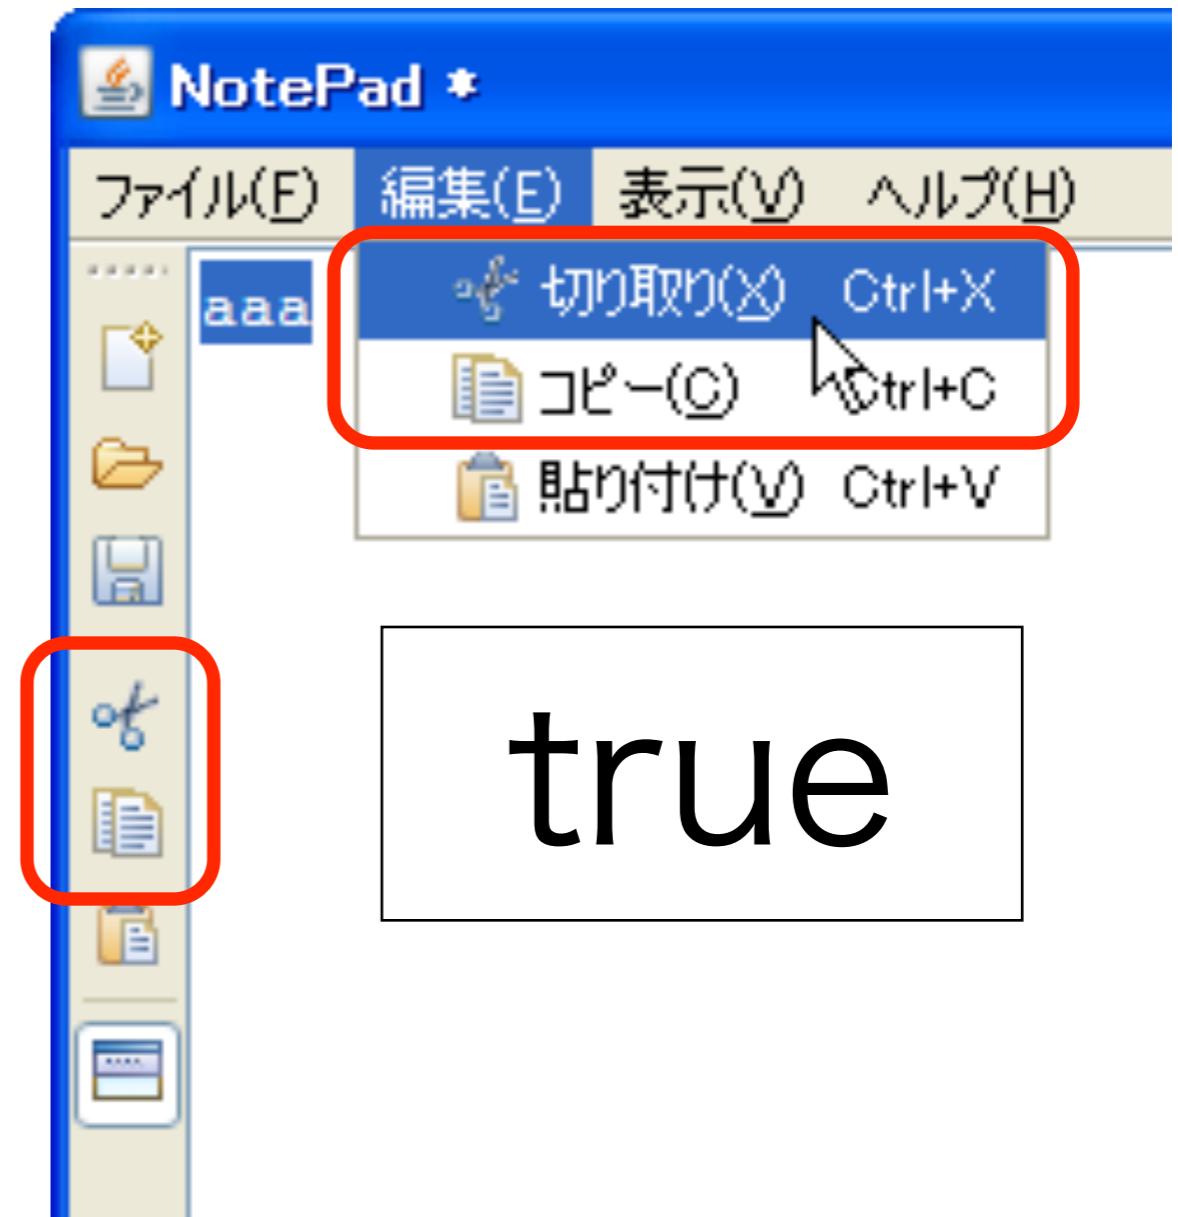 NotePad *
ファイル(F) 編集(E) 表示(V) ヘルプ(H)
aaa
切り取り(X) Ctrl+X
コピー(C) Ctrl+C
貼り付け(V) Ctrl+V
true